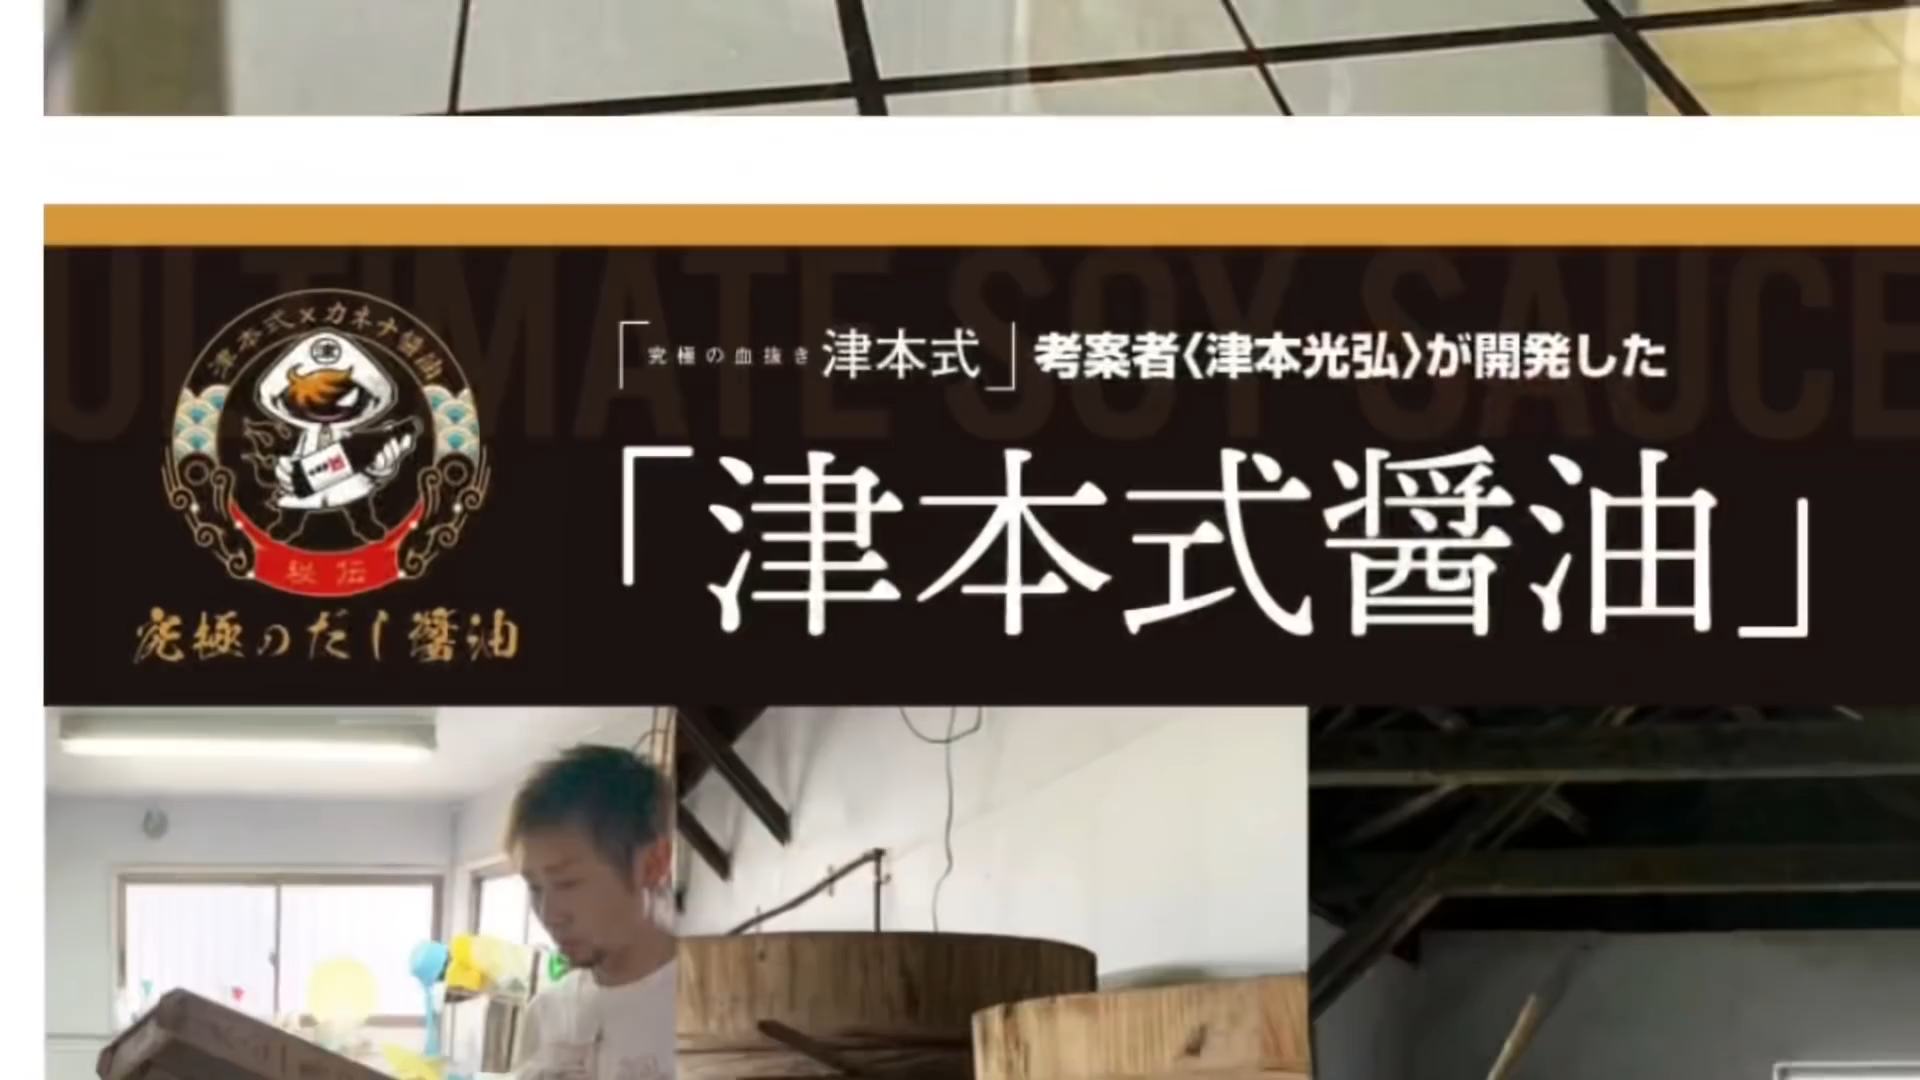 ULTIMATE SOY SAUCE
津本式×カネナ醤油
「究極の血抜き 津本式」考案者〈津本光弘〉が開発した
「津本式醤油」
秘伝
究極のだし醤油